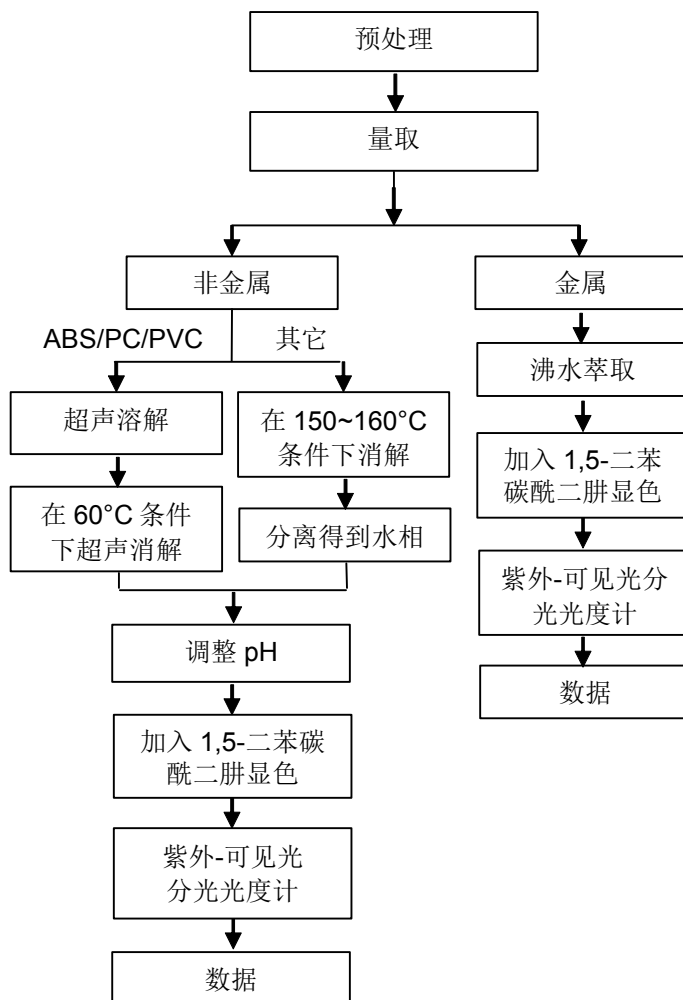 预处理
量取
非金属
金属
ABS/PC/PVC
其它
超声溶解
在 60°C 条件
下超声消解
在 150~160°C
条件下消解
分离得到水相
调整 pH
加入 1,5-二苯碳
酰二肼显色
紫外-可见光
分光光度计
数据
沸水萃取
加入 1,5-二苯
碳酰二肼显色
紫外-可见光分
光光度计
数据